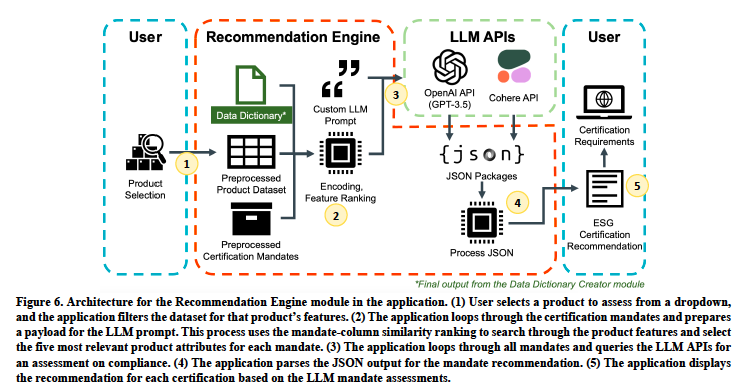 User
Recommendation Engine
LLM APIs
User
Data Dictionary*
Custom LLM
Prompt
3
OpenAI API
(GPT-3.5)
Cohere API
Certification
Requirements
1
Product
Selection
Preprocessed
Product Dataset
Encoding,
Feature Ranking
2
{json}
JSON Packages
5
4
ESG
Certification
Recommendation
Preprocessed
Certification Mandates
Process JSON
*Final output from the Data Dictionary Creator module
Figure 6. Architecture for the Recommendation Engine module in the application. (1) User selects a product to assess from a dropdown,
and the application filters the dataset for that product's features. (2) The application loops through the certification mandates and prepares
a payload for the LLM prompt. This process uses the mandate-column similarity ranking to search through the product features and select
the five most relevant product attributes for each mandate. (3) The application loops through all mandates and queries the LLM APIs for
an assessment on compliance. (4) The application parses the JSON output for the mandate recommendation. (5) The application displays
the recommendation for each certification based on the LLM mandate assessments.